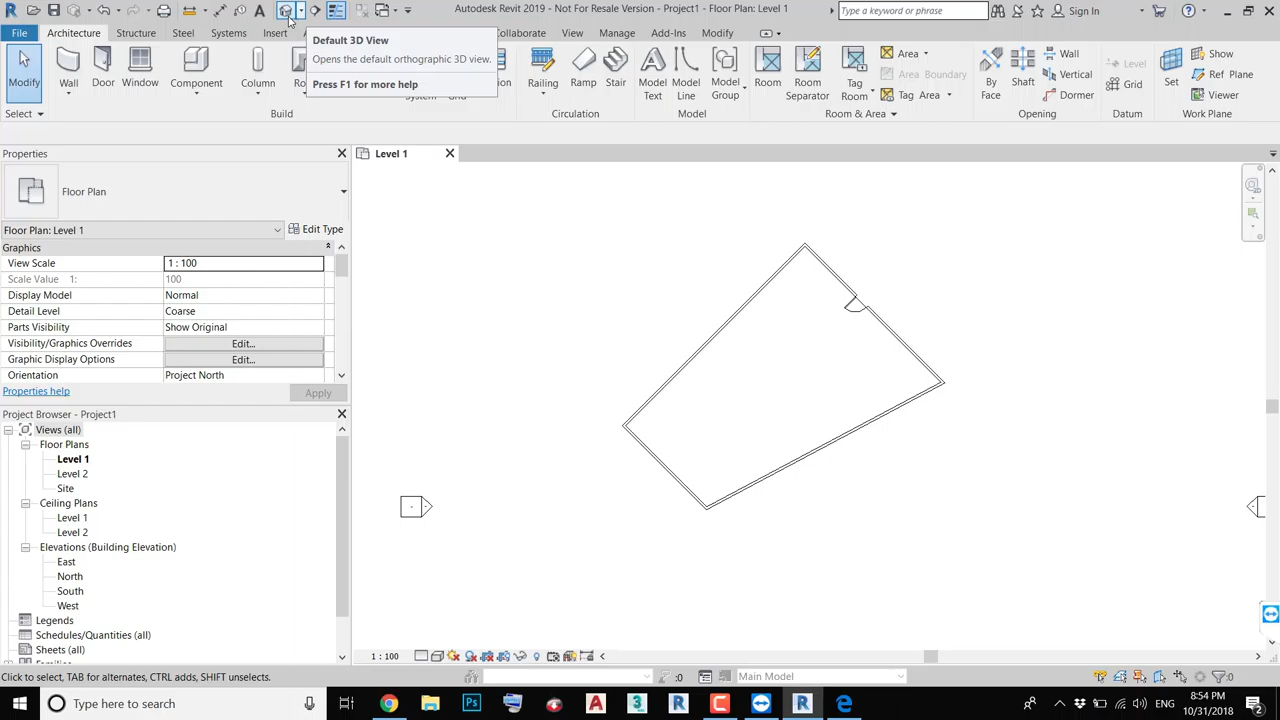 Autodesk Revit 2019 - Not For Resale Version - Project1 - Floor Plan: Level 1
Type a keyword or phrase
Sign In
File
Architecture
Structure
Steel
Systems
Insert
Collaborate
View
Manage
Add-Ins
Modify
Default 3D View
Opens the default orthographic 3D view.
Press F1 for more help
Modify
Wall
Door
Window
Component
Column
Railing
Ramp
Stair
Model Text
Model Line
Model Group
Room
Room Separator
Tag Room
Area
Area Boundary
Tag Area
By Face
Shaft
Wall
Vertical
Dormer
Level
Grid
Set
Show
Ref Plane
Viewer
Select
Build
Circulation
Model
Room & Area
Opening
Datum
Work Plane
Properties
Level 1
Floor Plan
Floor Plan: Level 1
Edit Type
Graphics
View Scale 1 : 100
Scale Value 1: 100
Display Model Normal
Detail Level Coarse
Parts Visibility Show Original
Visibility/Graphics Overrides Edit...
Graphic Display Options Edit...
Orientation Project North
Properties help
Apply
Project Browser - Project1
Views (all)
Floor Plans
Level 1
Level 2
Site
Ceiling Plans
Level 1
Level 2
Elevations (Building Elevation)
East
North
South
West
Legends
Schedules/Quantities (all)
Sheets (all)
1 : 100
Click to select, TAB for alternates, CTRL adds, SHIFT unselects.
:0
Main Model
:0
Type here to search
ENG
8:54 PM
10/31/2018